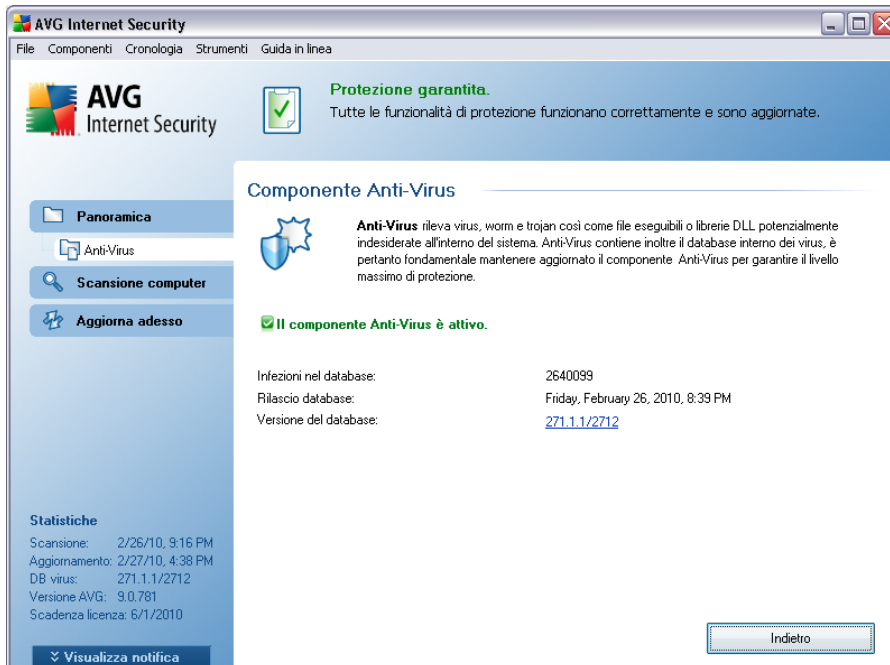 AVG Internet Security
File Componenti Cronologia Strumenti Guida in linea
AVG
Internet Security
Protezione garantita.
Tutte le funzionalità di protezione funzionano correttamente e sono aggiornate.
Panoramica
Anti-Virus
Scansione computer
Aggiorna adesso
Componente Anti-Virus
Anti-Virus rileva virus, worm e trojan così come file eseguibili o librerie DLL potenzialmente
indesiderate all'interno del sistema. Anti-Virus contiene inoltre il database interno dei virus, è
pertanto fondamentale mantenere aggiornato il componente Anti-Virus per garantire il livello
massimo di protezione.
Il componente Anti-Virus è attivo.
Infezioni nel database: 2640099
Rilascio database: Friday, February 26, 2010, 8:39 PM
Versione del database: 271.1.1/2712
Statistiche
Scansione: 2/26/10, 9:16 PM
Aggiornamento: 2/27/10, 4:38 PM
DB virus: 271.1.1/2712
Versione AVG: 9.0.781
Scadenza licenza: 6/1/2010
Visualizza notifica
Indietro